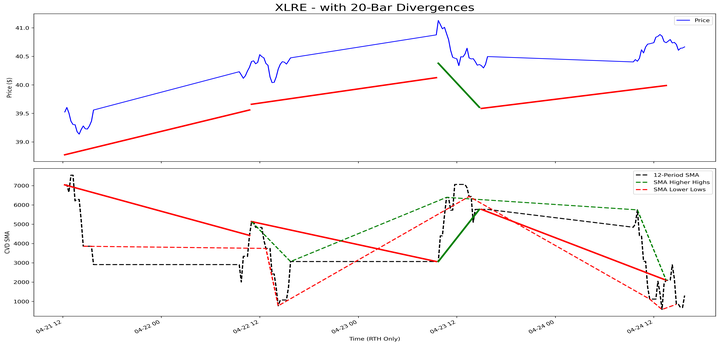 XLRE - with 20-Bar Divergences
Price
Price ($)
41.0
40.5
40.0
39.5
39.0
12-Period SMA
SMA Higher Highs
SMA Lower Lows
CVD SMA
7000
6000
5000
4000
3000
2000
1000
04-21 12
04-22 00
04-22 12
04-23 00
04-23 12
04-24 00
04-24 12
Time (RTH Only)